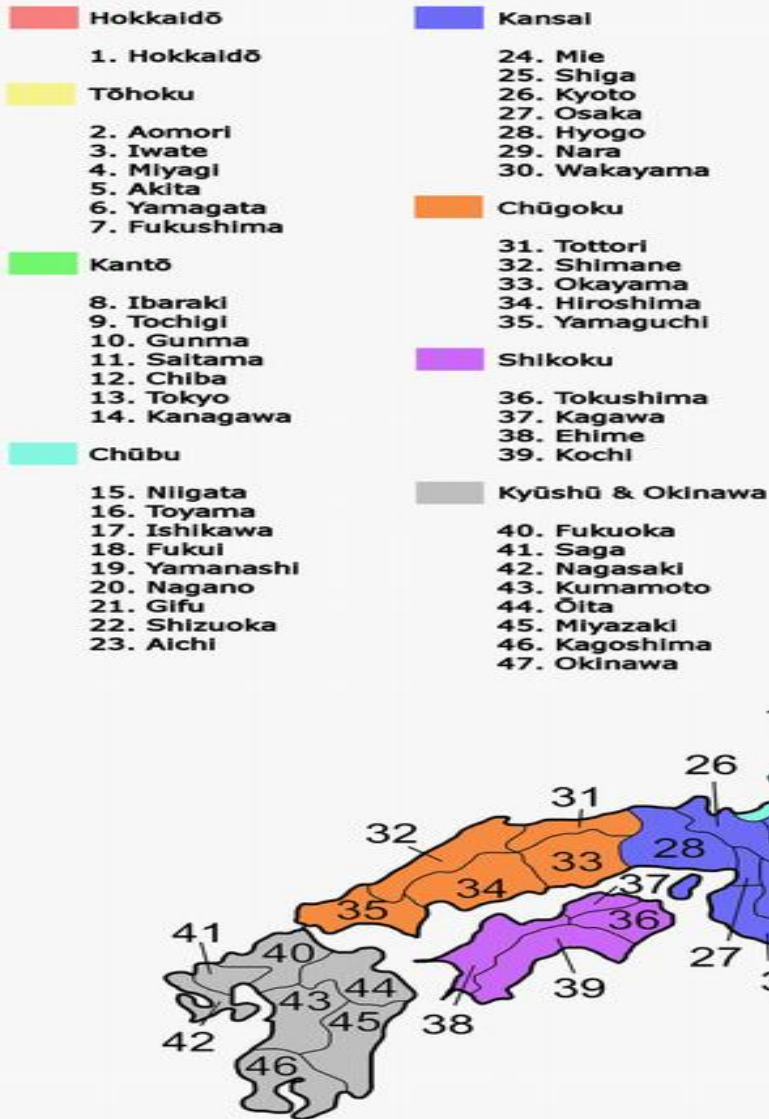 Hokkaidō
1. Hokkaidō
Tōhoku
2. Aomori
3. Iwate
4. Miyagi
5. Akita
6. Yamagata
7. Fukushima
Kantō
8. Ibaraki
9. Tochigi
10. Gunma
11. Saitama
12. Chiba
13. Tokyo
14. Kanagawa
Chūbu
15. Niigata
16. Toyama
17. Ishikawa
18. Fukui
19. Yamanashi
20. Nagano
21. Gifu
22. Shizuoka
23. Aichi
Kansai
24. Mie
25. Shiga
26. Kyoto
27. Osaka
28. Hyogo
29. Nara
30. Wakayama
Chūgoku
31. Tottori
32. Shimane
33. Okayama
34. Hiroshima
35. Yamaguchi
Shikoku
36. Tokushima
37. Kagawa
38. Ehime
39. Kochi
Kyūshū & Okinawa
40. Fukuoka
41. Saga
42. Nagasaki
43. Kumamoto
44. Ōita
45. Miyazaki
46. Kagoshima
47. Okinawa
26
31
32
28
33
34
37
35
36
41
40
27
39
44
43
45
38
42
46